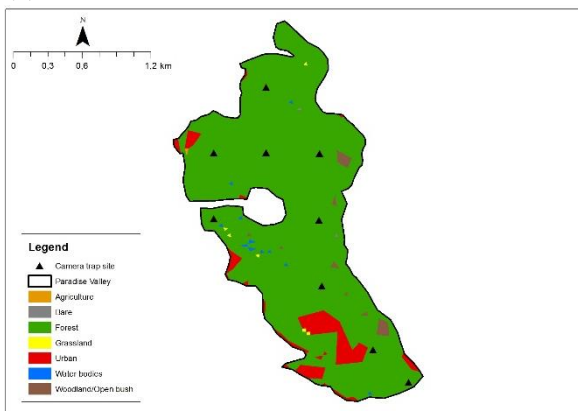 N
0 0.3 0.6 1.2 km
Legend
Camera trap site
Paradise Valley
Agriculture
Bare
Forest
Grassland
Urban
Water bodies
Woodland/Open bush